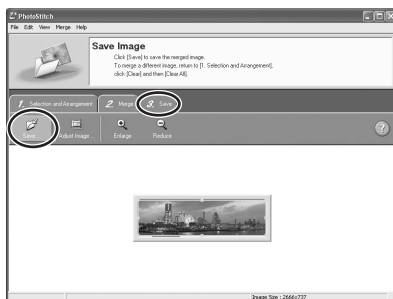 PhotoStitch
File Edit View Merge Help
Save Image
Click [Save] to save the merged image.
To merge a different image, return to [1. Selection and Arrangement],
click [Clear] and then [Clear All].
1. Selection and Arrangement 2. Merge 3. Save
Save... Adjust Image... Enlarge Reduce
?
Image Size : 2666x737